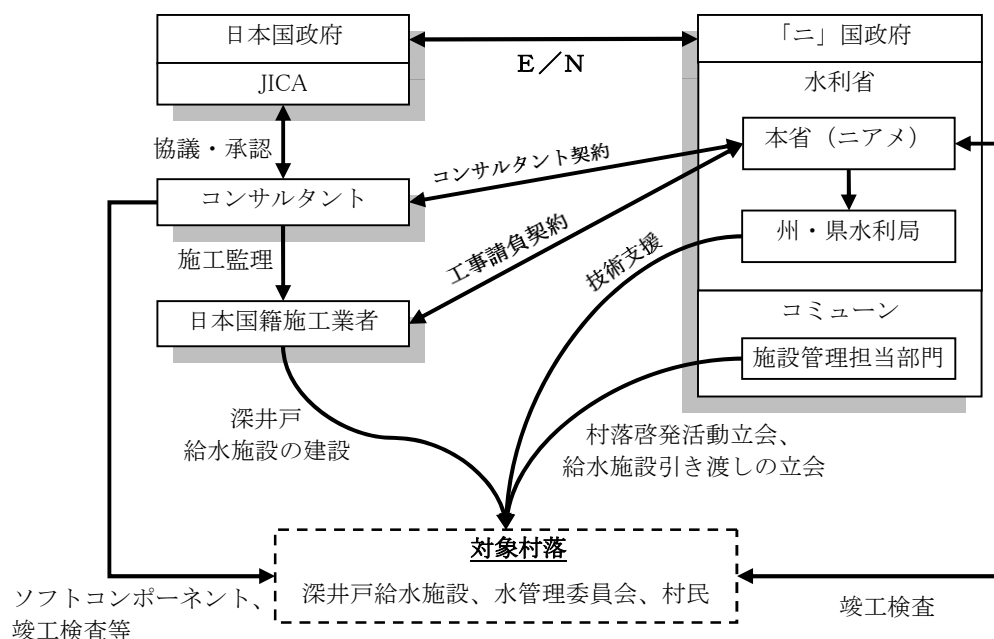 日本国政府
JICA
協議・承認
コンサルタント
施工監理
日本国籍施工業者
深井戸
給水施設の建設
E/N
コンサルタント契約
工事請負契約
技術支援
「ニ」国政府
水利省
本省（ニアメ）
州・県水利局
コミューン
施設管理担当部門
村落啓発活動立会、
給水施設引き渡しの立会
対象村落
深井戸給水施設、水管理委員会、村民
ソフトコンポーネント、
竣工検査等
竣工検査